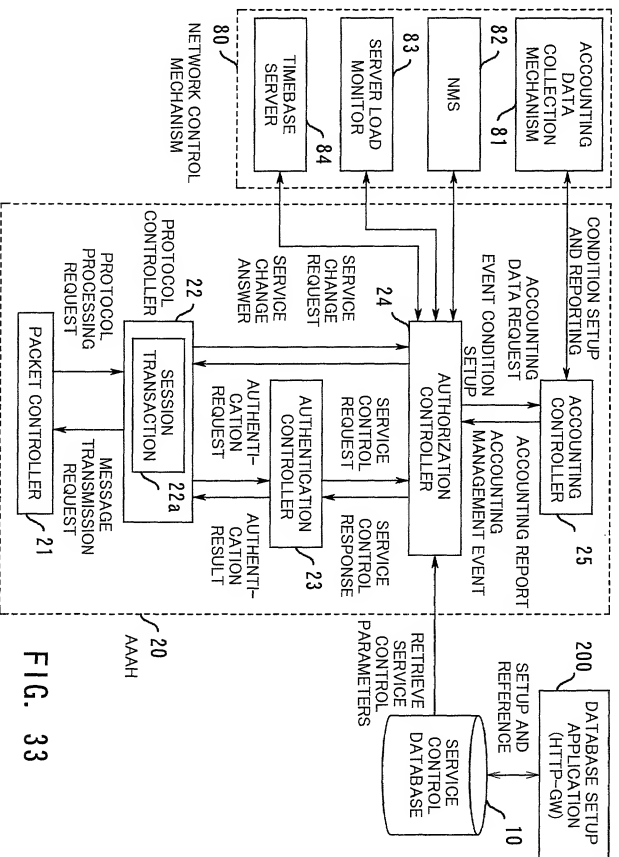 ACCOUNTING
DATA
COLLECTION
MECHANISM
81
NMS
82
SERVER LOAD
MONITOR
83
TIMEBASE
SERVER
84
80
NETWORK CONTROL
MECHANISM
CONDITION SETUP
AND REPORTING
ACCOUNTING
CONTROLLER
25
ACCOUNTING
DATA REQUEST
EVENT CONDITION
SETUP
ACCOUNTING REPORT
ACCOUNTING
MANAGEMENT EVENT
24
AUTHORIZATION
CONTROLLER
SERVICE
CHANGE
REQUEST
SERVICE
CHANGE
ANSWER
SERVICE
CONTROL
REQUEST
SERVICE
CONTROL
RESPONSE
AUTHENTICATION
CONTROLLER
23
AUTHENTI-
CATION
REQUEST
AUTHENTI-
CATION
RESULT
PROTOCOL
CONTROLLER
22
SESSION
TRANSACTION
22a
PROTOCOL
PROCESSING
REQUEST
MESSAGE
TRANSMISSION
REQUEST
PACKET CONTROLLER
21
20
AAAH
200
DATABASE SETUP
APPLICATION
(HTTP-GW)
SETUP AND
REFERENCE
10
SERVICE
CONTROL
DATABASE
RETRIEVE
SERVICE
CONTROL
PARAMETERS
FIG. 33